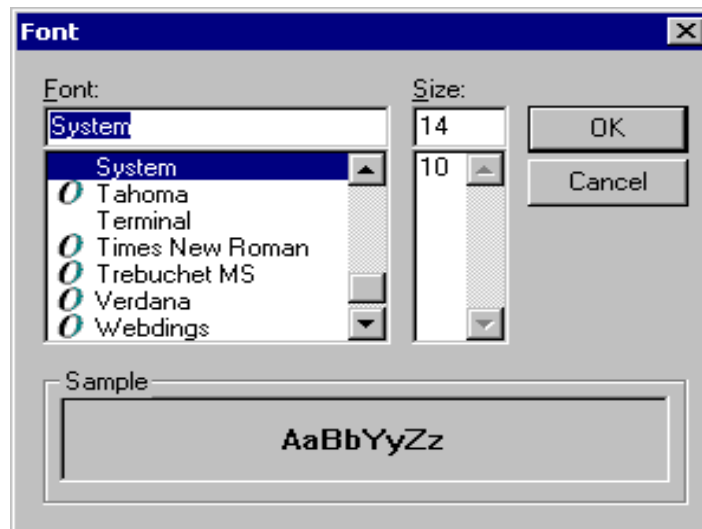 Font
Font:
Size:
System
14
OK
System
10
Cancel
Tahoma
Terminal
Times New Roman
Trebuchet MS
Verdana
Webdings
Sample
AaBbYyZz